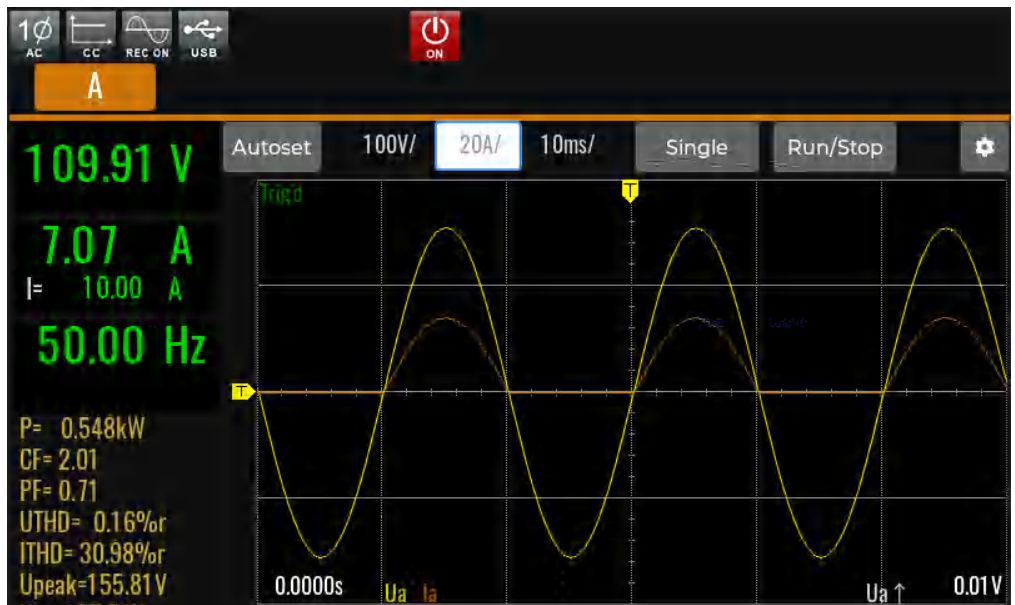 1Ø
AC
CC
REC ON
USB
ON
A
109.91 V
Autoset
100V/
20A/
10ms/
Single
Run/Stop
Trig'd
T
7.07 A
I= 10.00 A
50.00 Hz
T
P= 0.548kW
CF= 2.01
PF= 0.71
UTHD= 0.16%r
ITHD= 30.98%r
Upeak=155.81V
0.0000s
Ua
Ia
Ua↑
0.01V